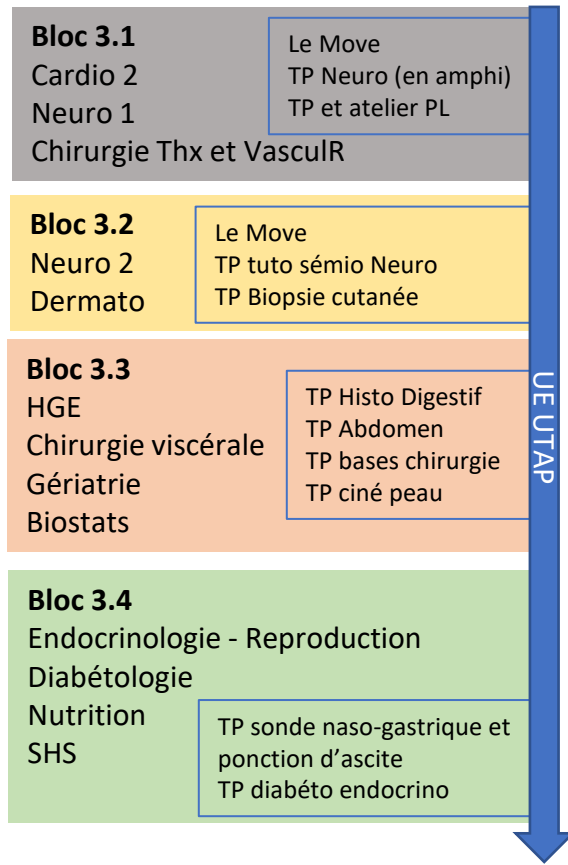 Bloc 3.1
Cardio 2
Neuro 1
Chirurgie Thx et VasculR
Le Move
TP Neuro (en amphi)
TP et atelier PL
Bloc 3.2
Neuro 2
Dermato
Le Move
TP tuto sémio Neuro
TP Biopsie cutanée
Bloc 3.3
HGE
Chirurgie viscérale
Gériatrie
Biostats
TP Histo Digestif
TP Abdomen
TP bases chirurgie
TP ciné peau
Bloc 3.4
Endocrinologie - Reproduction
Diabétologie
Nutrition
SHS
TP sonde naso-gastrique et
ponction d’ascite
TP diabéto endocrino
UE UTAP